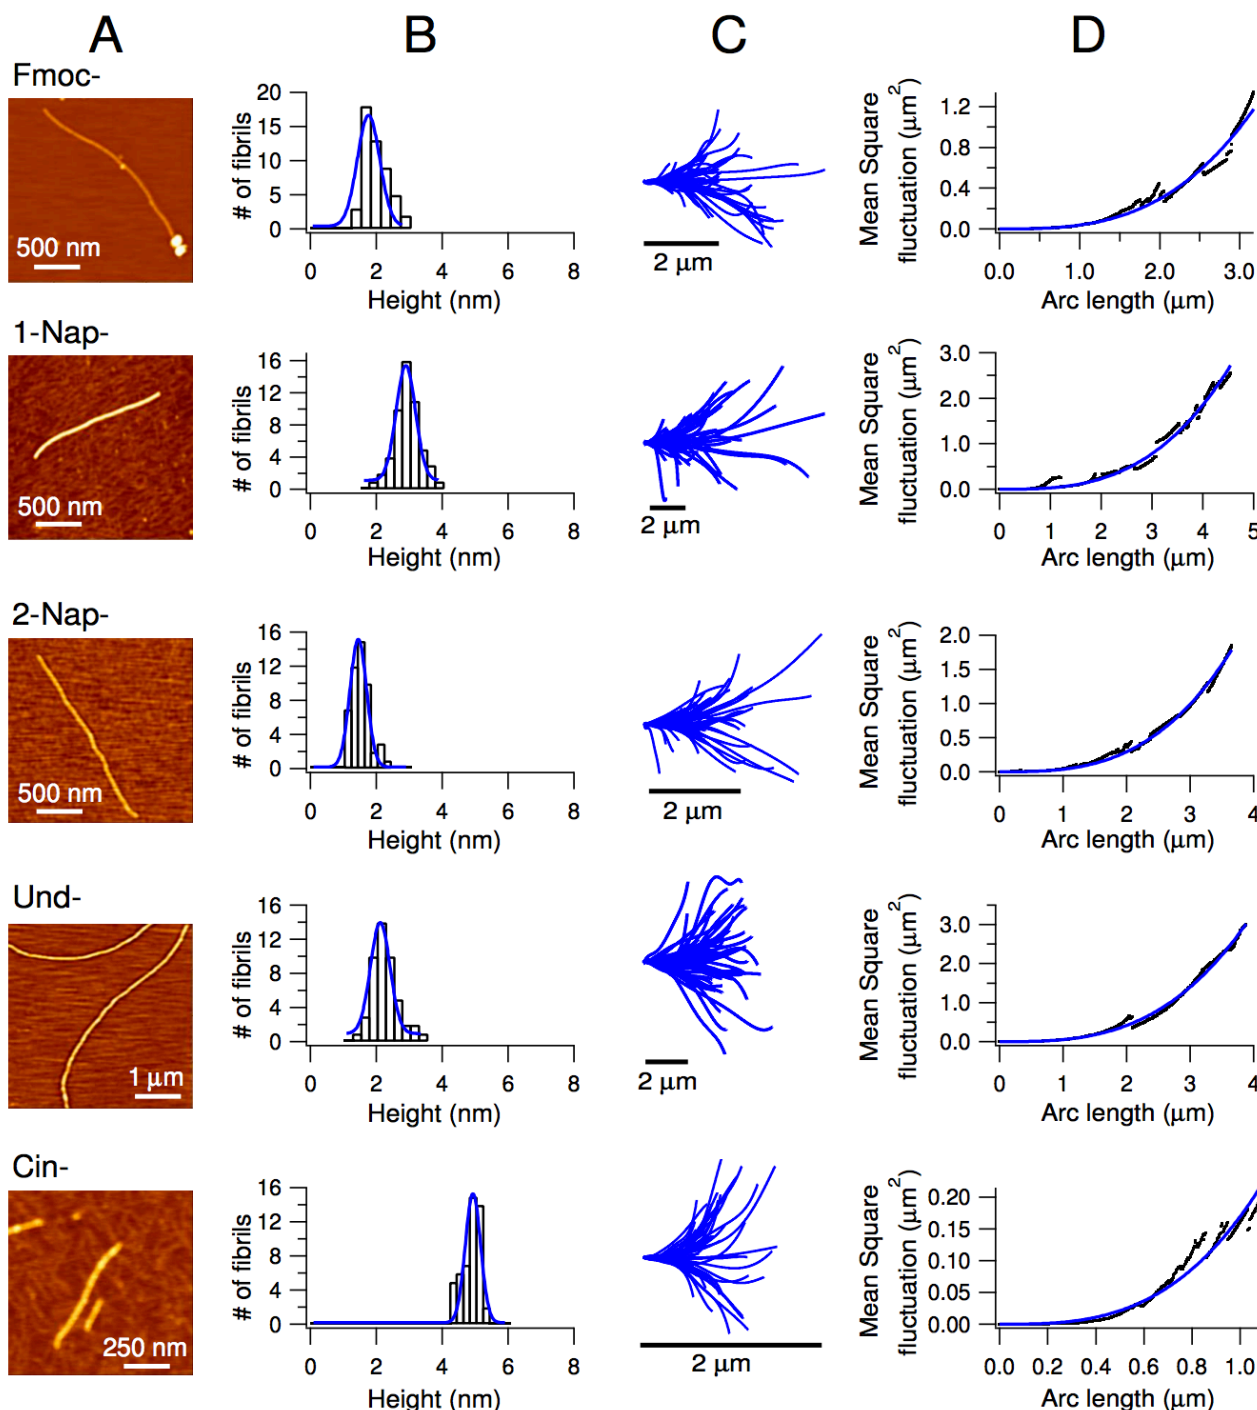 A B C D
Fmoc-
500 nm
20
15
10
5
0
# of fibrils
0 2 4 6 8
Height (nm)
2 μm
Mean Square
fluctuation (μm²)
1.2
0.8
0.4
0.0
0.0 1.0 2.0 3.0
Arc length (μm)
1-Nap-
500 nm
16
12
8
4
0
# of fibrils
0 2 4 6 8
Height (nm)
2 μm
Mean Square
fluctuation (μm²)
3.0
2.0
1.0
0.0
0 1 2 3 4 5
Arc length (μm)
2-Nap-
500 nm
16
12
8
4
0
# of fibrils
0 2 4 6 8
Height (nm)
2 μm
Mean Square
fluctuation (μm²)
2.0
1.5
1.0
0.5
0.0
0 1 2 3 4
Arc length (μm)
Und-
1 μm
16
12
8
4
0
# of fibrils
0 2 4 6 8
Height (nm)
2 μm
Mean Square
fluctuation (μm²)
3.0
2.0
1.0
0.0
0 1 2 3 4
Arc length (μm)
Cin-
250 nm
16
12
8
4
0
# of fibrils
0 2 4 6 8
Height (nm)
2 μm
Mean Square
fluctuation (μm²)
0.20
0.15
0.10
0.05
0.00
0.0 0.2 0.4 0.6 0.8 1.0
Arc length (μm)